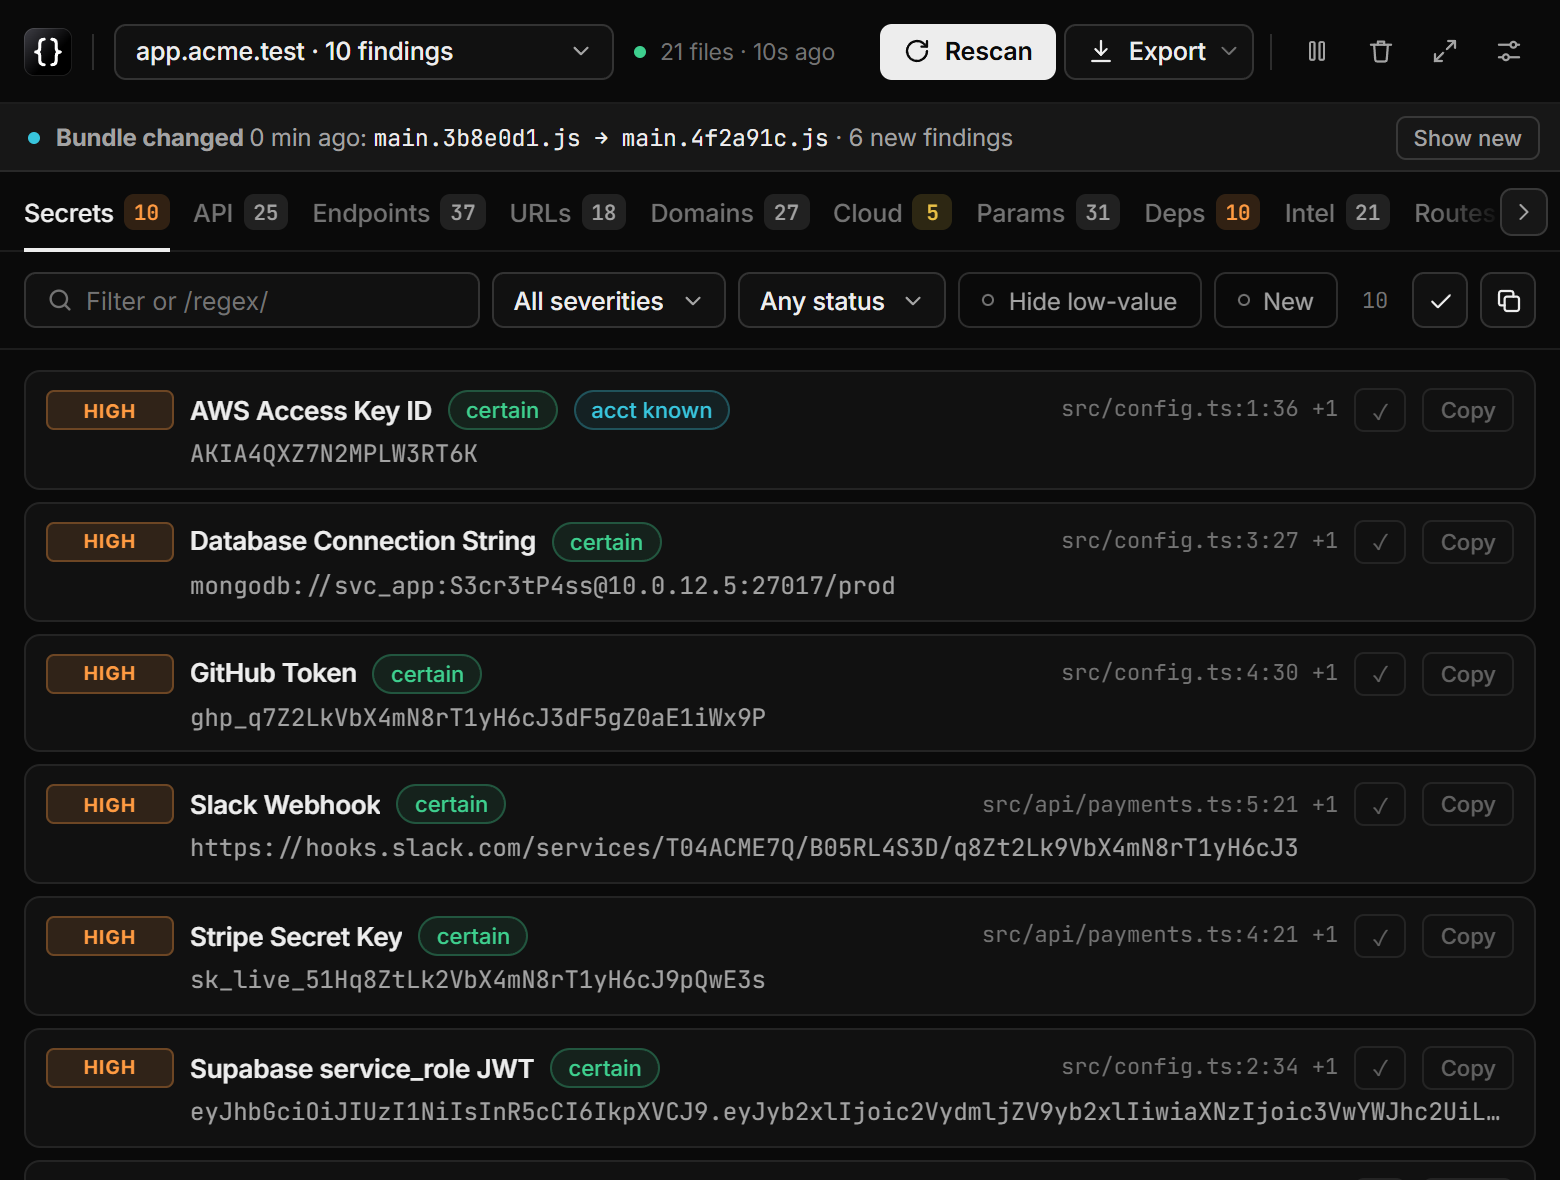 {}
app.acme.test · 10 findings
21 files · 10s ago
Rescan
Export
Bundle changed 0 min ago: main.3b8e0d1.js → main.4f2a91c.js · 6 new findings
Show new
Secrets 10 API 25 Endpoints 37 URLs 18 Domains 27 Cloud 5 Params 31 Deps 10 Intel 21 Routes
Filter or /regex/
All severities
Any status
Hide low-value
New
10
HIGH AWS Access Key ID certain acct known src/config.ts:1:36 +1 ✓ Copy
AKIA4QXZ7N2MPLW3RT6K
HIGH Database Connection String certain src/config.ts:3:27 +1 ✓ Copy
mongodb://svc_app:S3cr3tP4ss@10.0.12.5:27017/prod
HIGH GitHub Token certain src/config.ts:4:30 +1 ✓ Copy
ghp_q7Z2LkVbX4mN8rT1yH6cJ3dF5gZ0aE1iWx9P
HIGH Slack Webhook certain src/api/payments.ts:5:21 +1 ✓ Copy
https://hooks.slack.com/services/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
HIGH Stripe Secret Key certain src/api/payments.ts:4:21 +1 ✓ Copy
sk_live_51Hq8ZtLk2VbX4mN8rT1yH6cJ9pQwE3s
HIGH Supabase service_role JWT certain src/config.ts:2:34 +1 ✓ Copy
eyJhbGciOiJIUzI1NiIsInR5cCI6IkpXVCJ9.eyJyb2xlIjoic2VydmljZV9yb2xlIiwiaXNzIjoic3VwYWJhc2UiL…